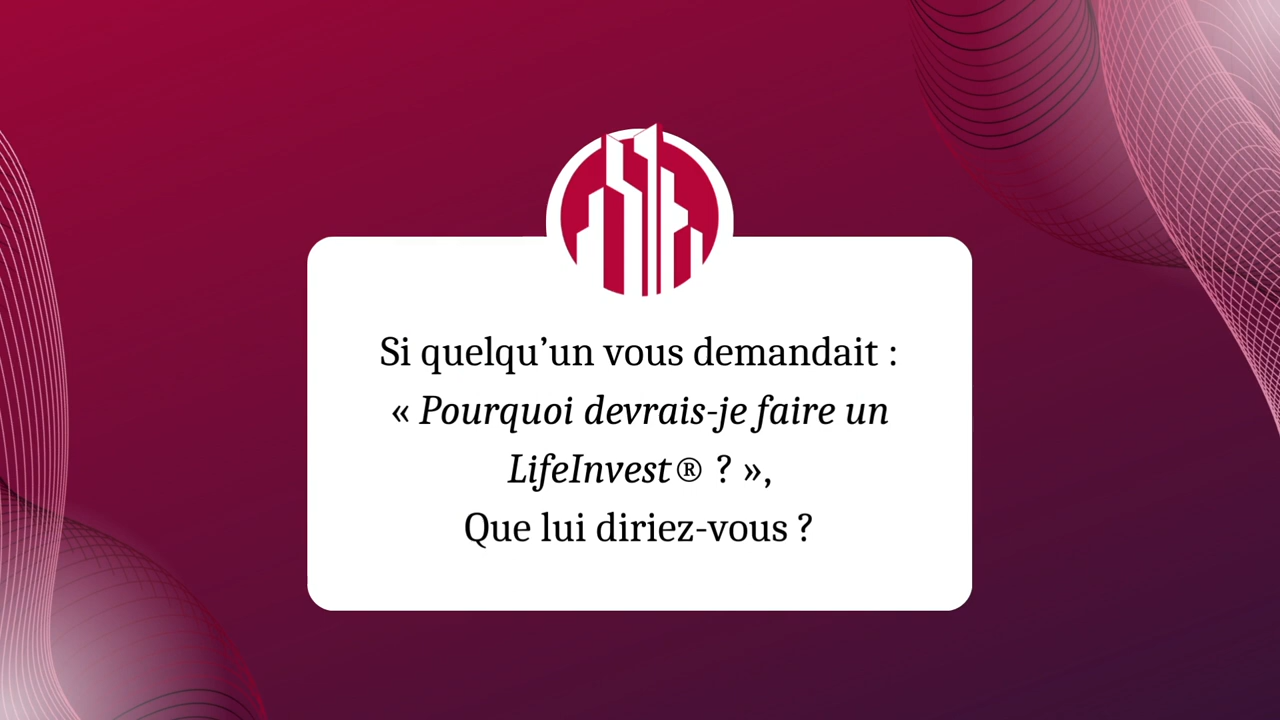 Si quelqu’un vous demandait :
« Pourquoi devrais-je faire un
LifeInvest® ? »,
Que lui diriez-vous ?